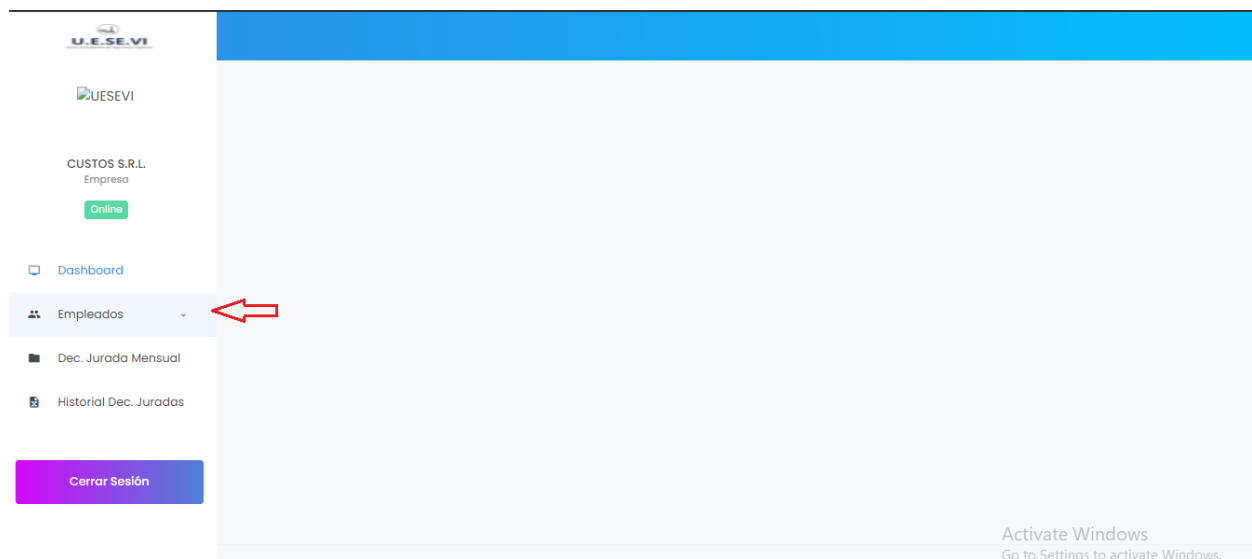 U.E.SE.VI
UESEVI
CUSTOS S.R.L.
Empresa
Online
Dashboard
Empleados
Dec. Jurada Mensual
Historial Dec. Juradas
Cerrar Sesión
Activate Windows
Go to Settings to activate Windows.